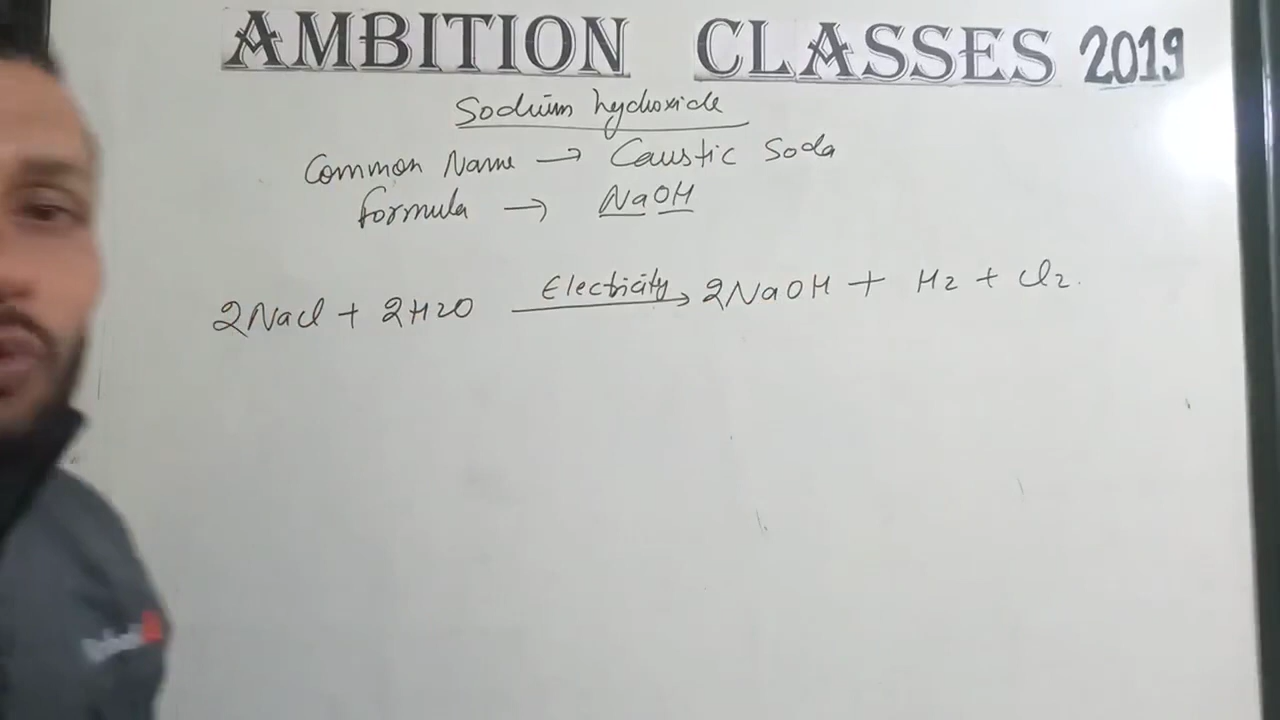 AMBITION CLASSES 2019
Sodium hydroxide
Common Name → Caustic Soda
formula → NaOH
2NaCl + 2H2O Electricity → 2NaOH + H2 + Cl2.